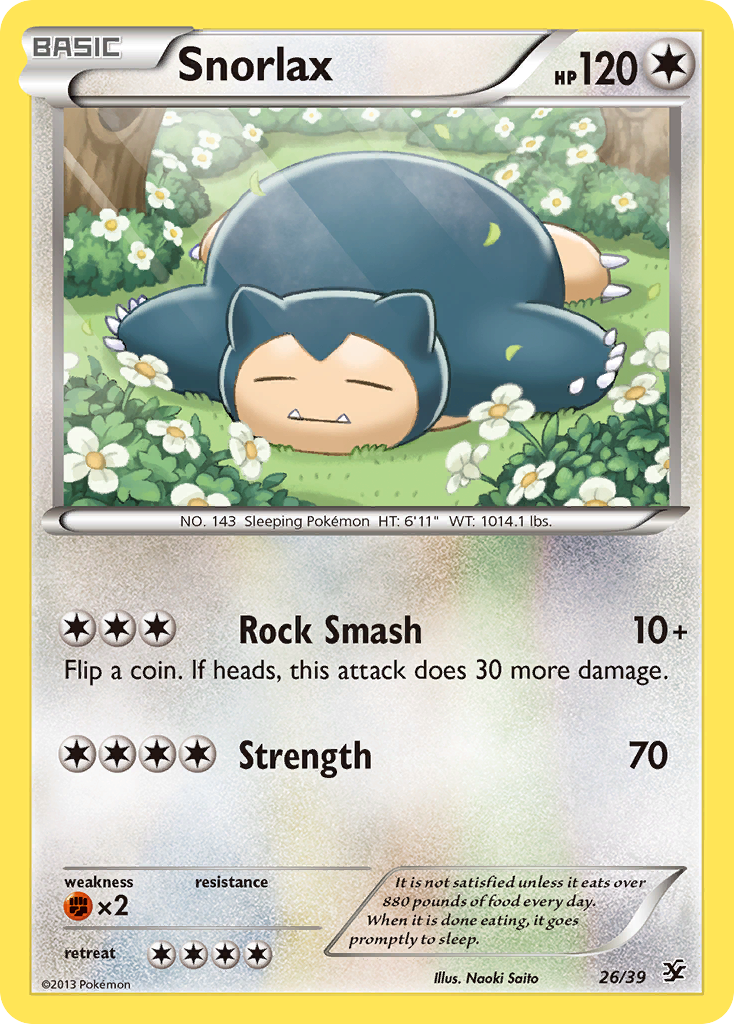 BASIC
Snorlax
HP120
NO. 143 Sleeping Pokémon HT: 6'11" WT: 1014.1 lbs.
Rock Smash 10+
Flip a coin. If heads, this attack does 30 more damage.
Strength 70
weakness resistance
×2
retreat
It is not satisfied unless it eats over
880 pounds of food every day.
When it is done eating, it goes
promptly to sleep.
©2013 Pokémon
Illus. Naoki Saito
26/39